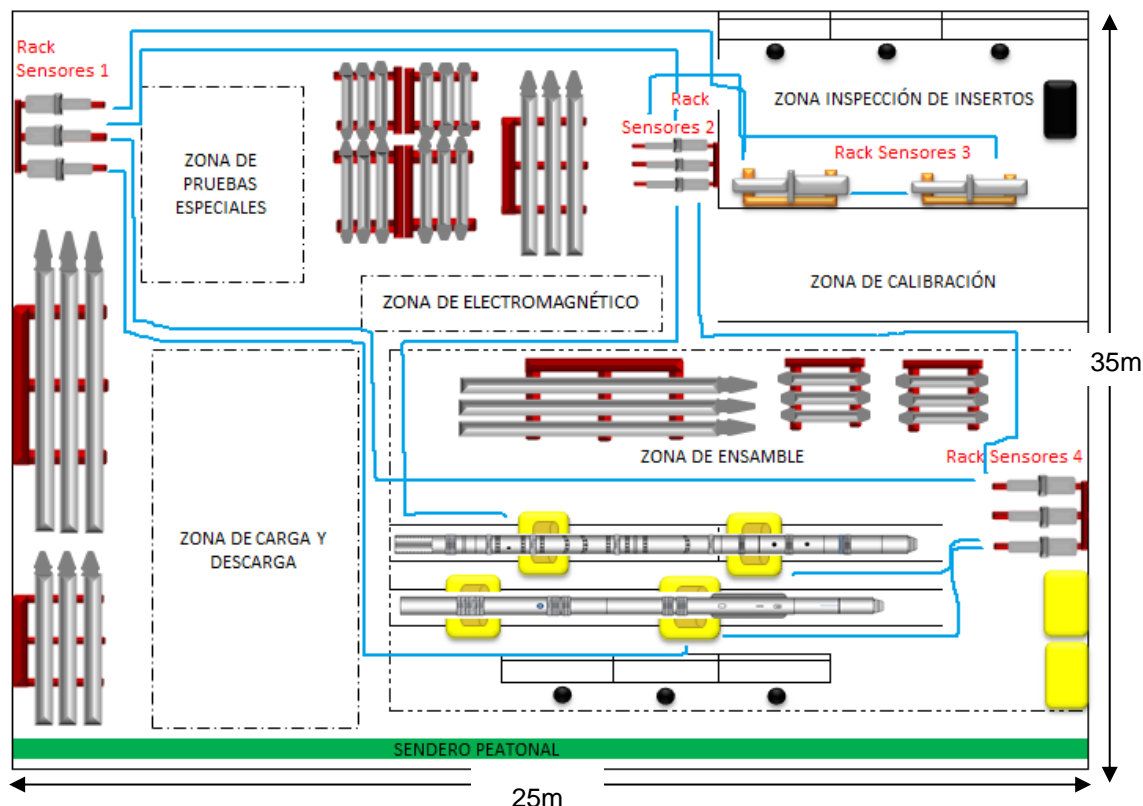 Rack
Sensores 1
ZONA DE
PRUEBAS
ESPECIALES
Rack
Sensores 2
ZONA INSPECCIÓN DE INSERTOS
Rack Sensores 3
ZONA DE ELECTROMAGNÉTICO
ZONA DE CALIBRACIÓN
35m
ZONA DE ENSAMBLE
Rack Sensores 4
ZONA DE CARGA Y
DESCARGA
SENDERO PEATONAL
25m